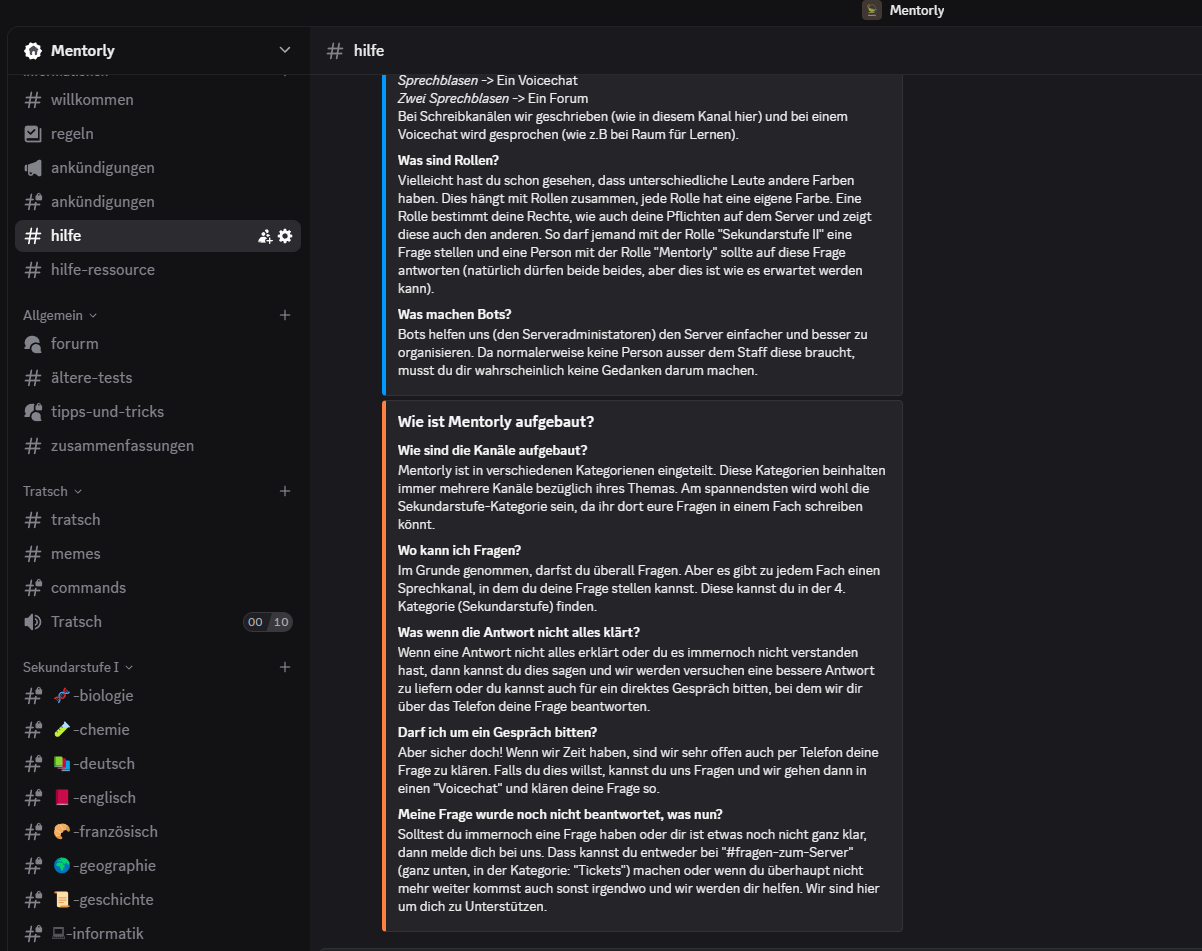 Mentorly
Mentorly
willkommen
regeln
ankündigungen
ankündigungen
hilfe
hilfe-ressource
Allgemein
forurm
ältere-tests
tipps-und-tricks
zusammenfassungen
Tratsch
tratsch
memes
commands
Tratsch
00 10
Sekundarstufe I
-biologie
-chemie
-deutsch
-englisch
-französisch
-geographie
-geschichte
-informatik
hilfe
Sprechblasen -> Ein Voicechat
Zwei Sprechblasen -> Ein Forum
Bei Schreibkanälen wir geschrieben (wie in diesem Kanal hier) und bei einem
Voicechat wird gesprochen (wie z.B bei Raum für Lernen).
Was sind Rollen?
Vielleicht hast du schon gesehen, dass unterschiedliche Leute andere Farben
haben. Dies hängt mit Rollen zusammen, jede Rolle hat eine eigene Farbe. Eine
Rolle bestimmt deine Rechte, wie auch deine Pflichten auf dem Server und zeigt
diese auch den anderen. So darf jemand mit der Rolle "Sekundarstufe II" eine
Frage stellen und eine Person mit der Rolle "Mentorly" sollte auf diese Frage
antworten (natürlich dürfen beide beides, aber dies ist wie es erwartet werden
kann).
Was machen Bots?
Bots helfen uns (den Serveradministatoren) den Server einfacher und besser zu
organisieren. Da normalerweise keine Person ausser dem Staff diese braucht,
musst du dir wahrscheinlich keine Gedanken darum machen.
Wie ist Mentorly aufgebaut?
Wie sind die Kanäle aufgebaut?
Mentorly ist in verschiedenen Kategorienen eingeteilt. Diese Kategorien beinhalten
immer mehrere Kanäle bezüglich ihres Themas. Am spannendsten wird wohl die
Sekundarstufe-Kategorie sein, da ihr dort eure Fragen in einem Fach schreiben
könnt.
Wo kann ich Fragen?
Im Grunde genommen, darfst du überall Fragen. Aber es gibt zu jedem Fach einen
Sprechkanal, in dem du deine Frage stellen kannst. Diese kannst du in der 4.
Kategorie (Sekundarstufe) finden.
Was wenn die Antwort nicht alles klärt?
Wenn eine Antwort nicht alles erklärt oder du es immernoch nicht verstanden
hast, dann kannst du dies sagen und wir werden versuchen eine bessere Antwort
zu liefern oder du kannst auch für ein direktes Gespräch bitten, bei dem wir dir
über das Telefon deine Frage beantworten.
Darf ich um ein Gespräch bitten?
Aber sicher doch! Wenn wir Zeit haben, sind wir sehr offen auch per Telefon deine
Frage zu klären. Falls du dies willst, kannst du uns Fragen und wir gehen dann in
einen "Voicechat" und klären deine Frage so.
Meine Frage wurde noch nicht beantwortet, was nun?
Solltest du immernoch eine Frage haben oder dir ist etwas noch nicht ganz klar,
dann melde dich bei uns. Dass kannst du entweder bei "#fragen-zum-Server"
(ganz unten, in der Kategorie: "Tickets") machen oder wenn du überhaupt nicht
mehr weiter kommst auch sonst irgendwo und wir werden dir helfen. Wir sind hier
um dich zu Unterstützen.